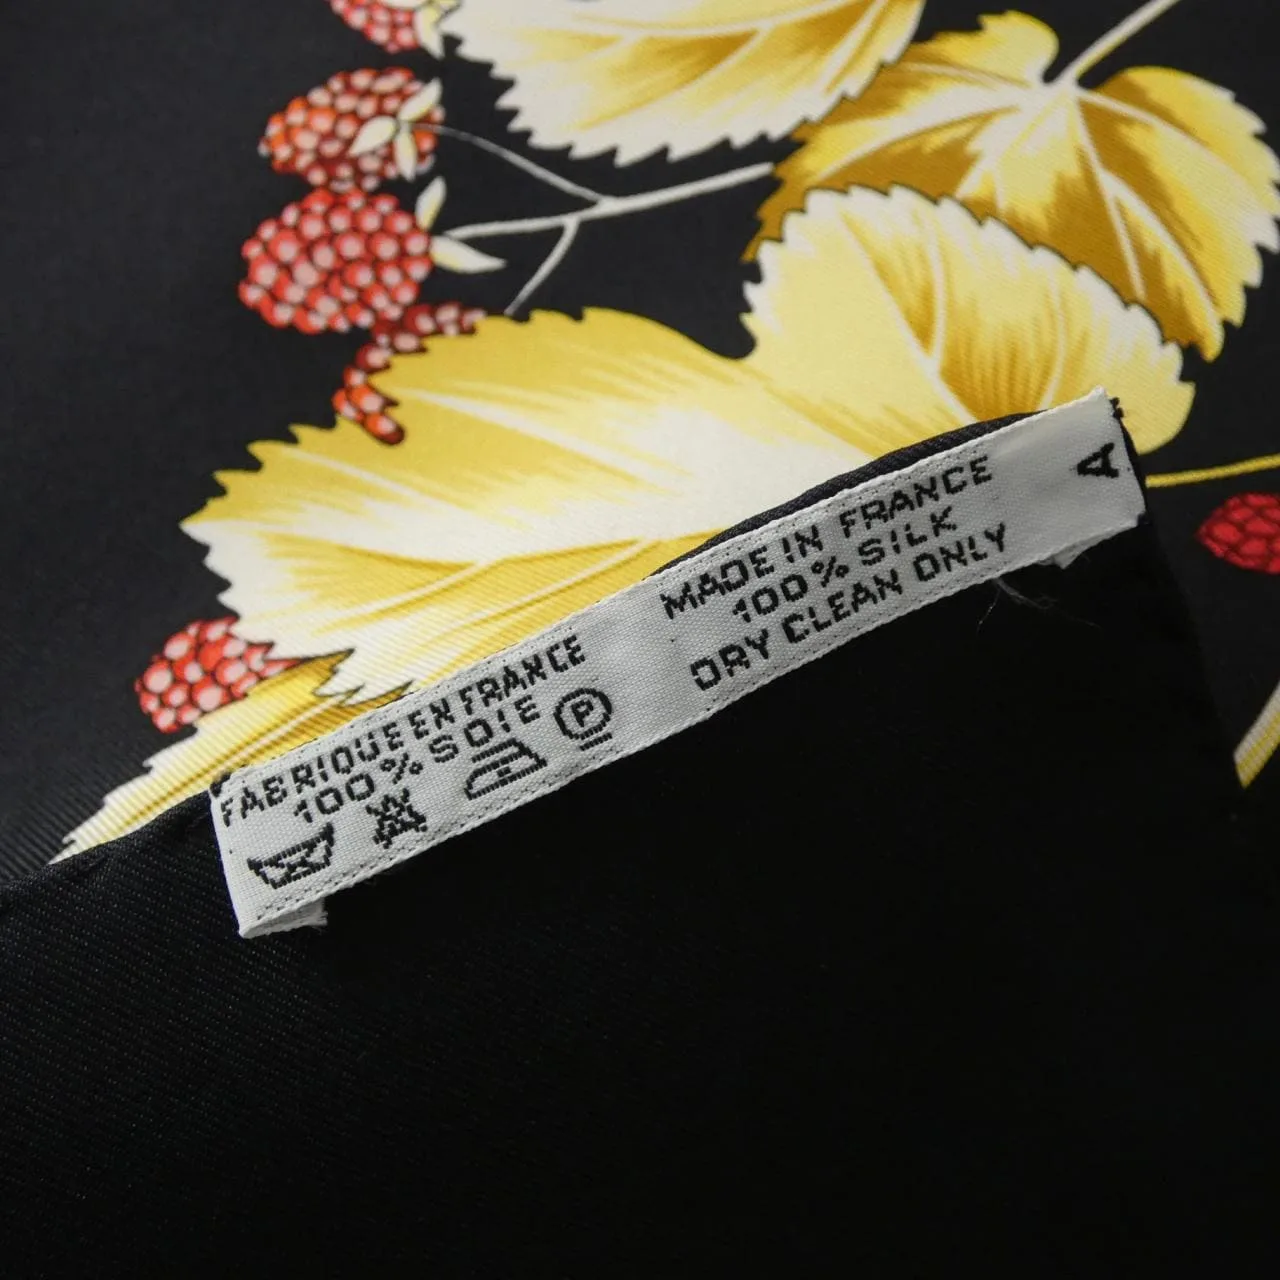 FABRIQUE EN FRANCE
100% SOIE
P
MADE IN FRANCE
100% SILK
DRY CLEAN ONLY
A